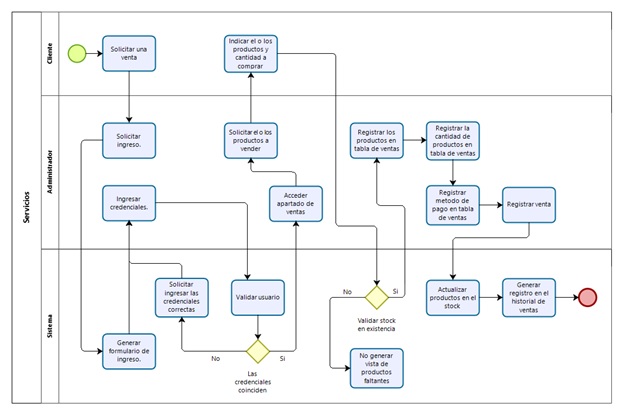 Servicios
Cliente
Solicitar una
venta
Indicar el o los
productos y
cantidad a
comprar
Administrador
Solicitar
ingreso.
Solicitar el o los
productos a
vender
Registrar los
productos en
tabla de ventas
Registrar la
cantidad de
productos en
tabla de ventas
Ingresar
credenciales.
Acceder
apartado de
ventas
Registrar
metodo de
pago en tabla
de ventas
Registrar venta
Sistema
Solicitar
ingresar las
credenciales
correctas
Validar usuario
No
Si
Validar stock
en existencia
Actualizar
productos en el
stock
Generar
registro en el
historial de
ventas
Generar
formulario de
ingreso.
No
Si
Las
credenciales
coinciden
No generar
vista de
productos
faltantes